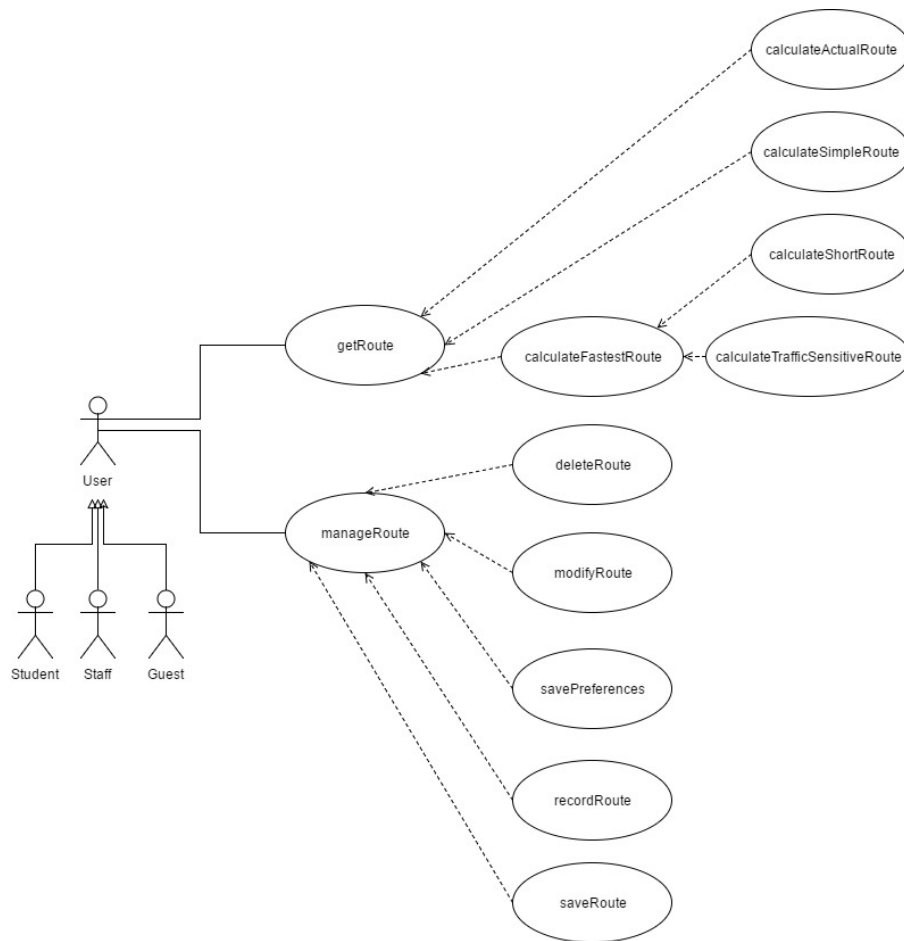 calculateActualRoute
calculateSimpleRoute
calculateShortRoute
getRoute
calculateFastestRoute
calculateTrafficSensitiveRoute
User
deleteRoute
manageRoute
modifyRoute
Student
Staff
Guest
savePreferences
recordRoute
saveRoute